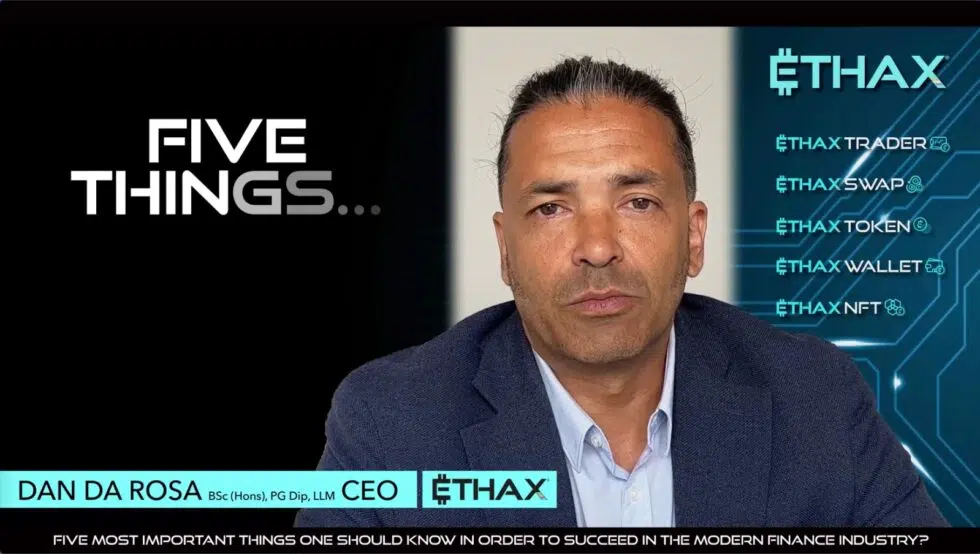 FIVE
THINGS...
ETHAX
ETHAX TRADER
ETHAX SWAP
ETHAX TOKEN
ETHAX WALLET
ETHAX NFT
DAN DA ROSA BSc (Hons), PG Dip, LLM CEO
ETHAX
FIVE MOST IMPORTANT THINGS ONE SHOULD KNOW IN ORDER TO SUCCEED IN THE MODERN FINANCE INDUSTRY?